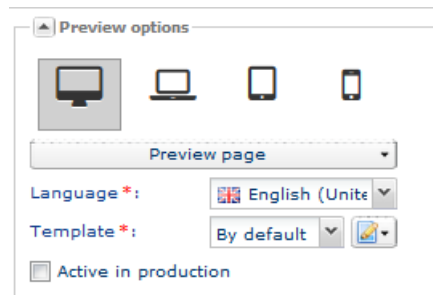 Preview options
Preview page
Language *:
English (Unite
Template *:
By default
Active in production